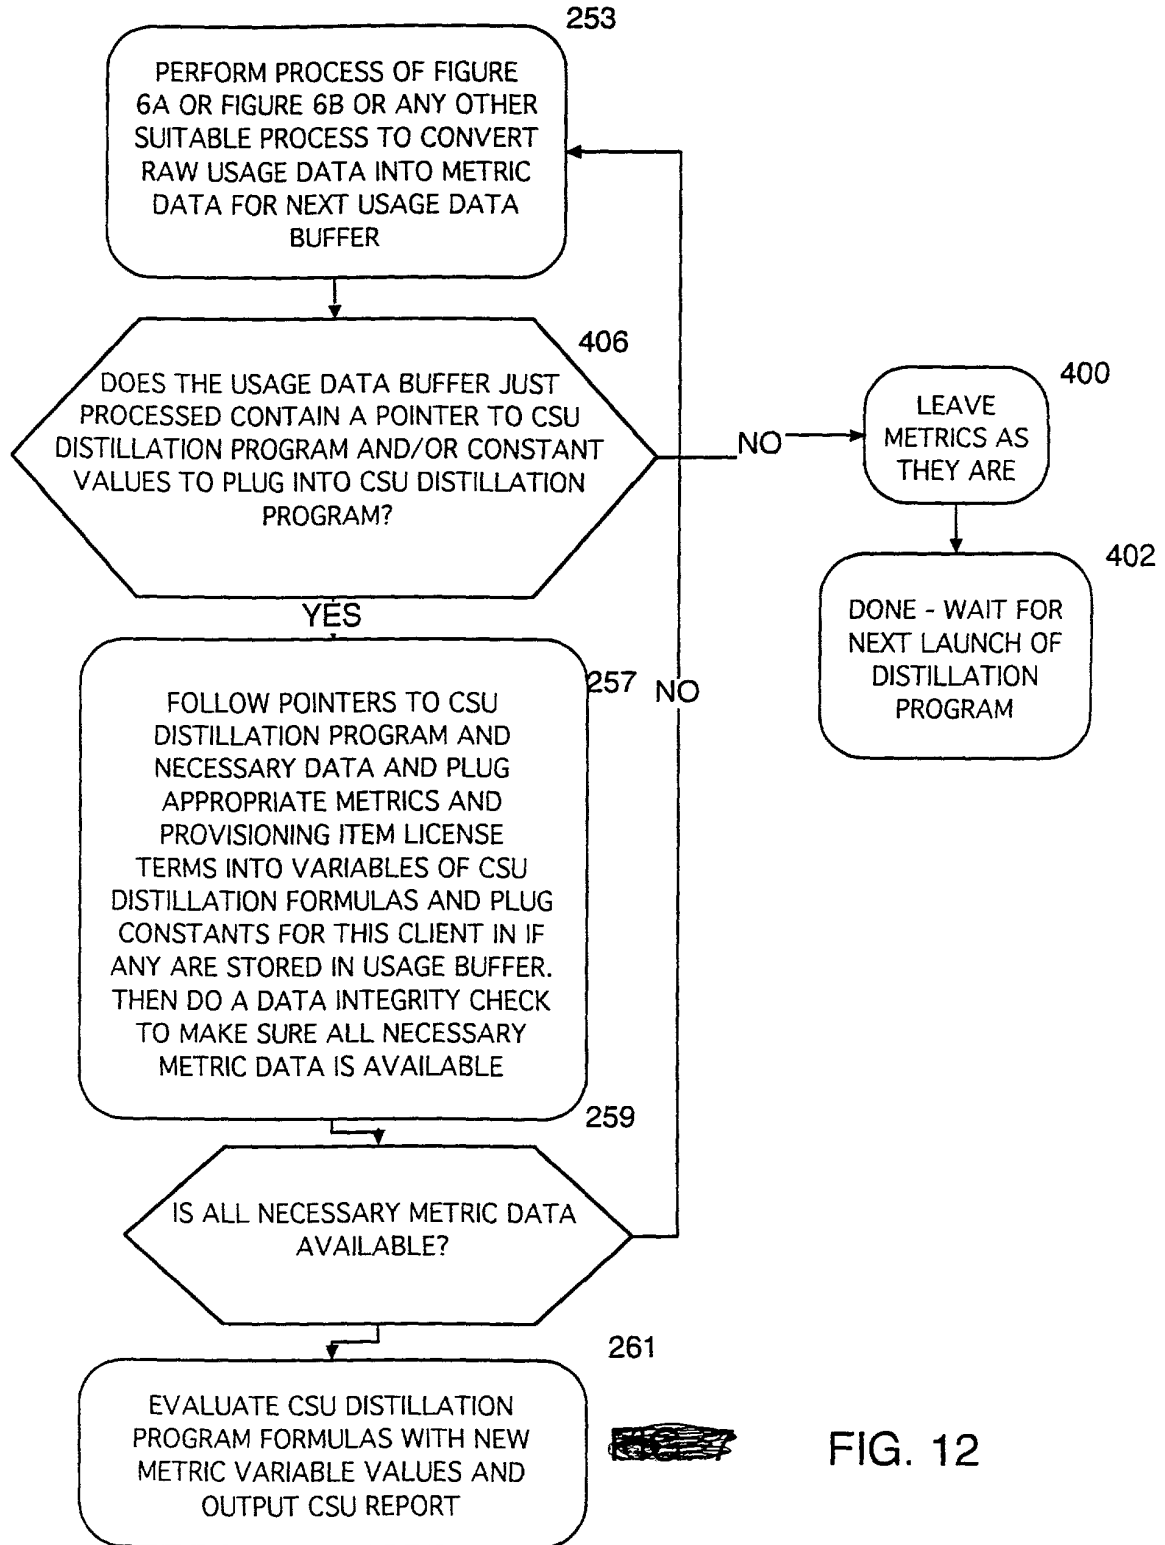 253
PERFORM PROCESS OF FIGURE
6A OR FIGURE 6B OR ANY OTHER
SUITABLE PROCESS TO CONVERT
RAW USAGE DATA INTO METRIC
DATA FOR NEXT USAGE DATA
BUFFER
406
DOES THE USAGE DATA BUFFER JUST
PROCESSED CONTAIN A POINTER TO CSU
DISTILLATION PROGRAM AND/OR CONSTANT
VALUES TO PLUG INTO CSU DISTILLATION
PROGRAM?
NO
400
LEAVE
METRICS AS
THEY ARE
402
DONE - WAIT FOR
NEXT LAUNCH OF
DISTILLATION
PROGRAM
YES
257
NO
FOLLOW POINTERS TO CSU
DISTILLATION PROGRAM AND
NECESSARY DATA AND PLUG
APPROPRIATE METRICS AND
PROVISIONING ITEM LICENSE
TERMS INTO VARIABLES OF CSU
DISTILLATION FORMULAS AND PLUG
CONSTANTS FOR THIS CLIENT IN IF
ANY ARE STORED IN USAGE BUFFER.
THEN DO A DATA INTEGRITY CHECK
TO MAKE SURE ALL NECESSARY
METRIC DATA IS AVAILABLE
259
IS ALL NECESSARY METRIC DATA
AVAILABLE?
261
EVALUATE CSU DISTILLATION
PROGRAM FORMULAS WITH NEW
METRIC VARIABLE VALUES AND
OUTPUT CSU REPORT
FIG. 12